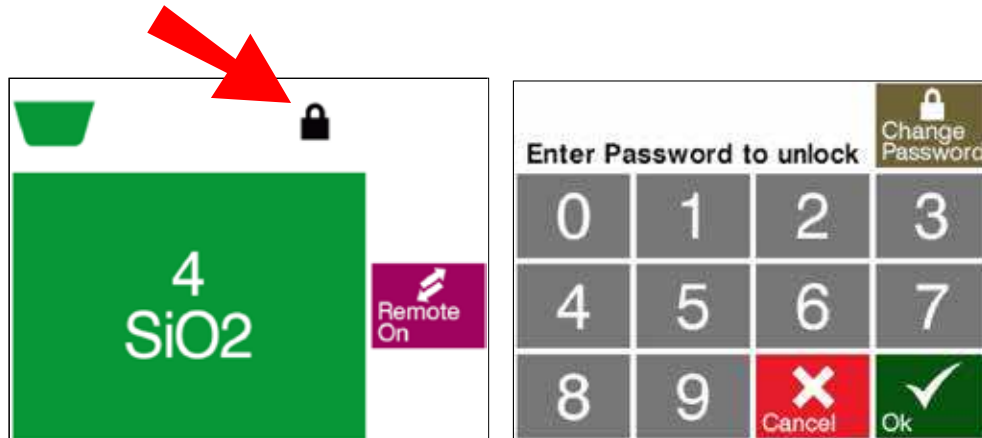 4
SiO2
Remote
On
Enter Password to unlock
Change
Password
0 1 2 3
4 5 6 7
8 9 Cancel Ok